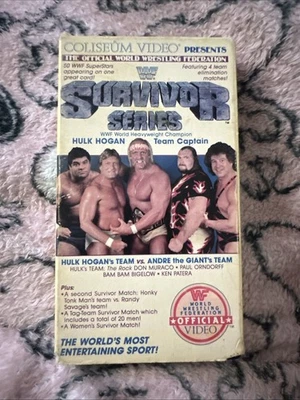 COLISEUM VIDEO PRESENTS
THE OFFICIAL WORLD WRESTLING FEDERATION
50 WWF SuperStars
appearing on one
great card!
Featuring 4 team
elimination
matches!
WWF
SURVIVOR
SERIES
WWF World Heavyweight Champion
HULK HOGAN Team Captain
HULK HOGAN's TEAM vs. ANDRE the GIANT's TEAM
HULK's TEAM: The Rock DON MURACO • PAUL ORNDORFF
BAM BAM BIGELOW • KEN PATERA
Plus:
•A second Survivor Match: Honky
Tonk Man's team vs. Randy
Savage's team!
•A Tag-Team Survivor Match which
includes a total of 20 men!
•A Women's Survivor Match!
THE WORLD'S MOST
ENTERTAINING SPORT!
WF
WORLD
WRESTLING
FEDERATION
OFFICIAL
VIDEO